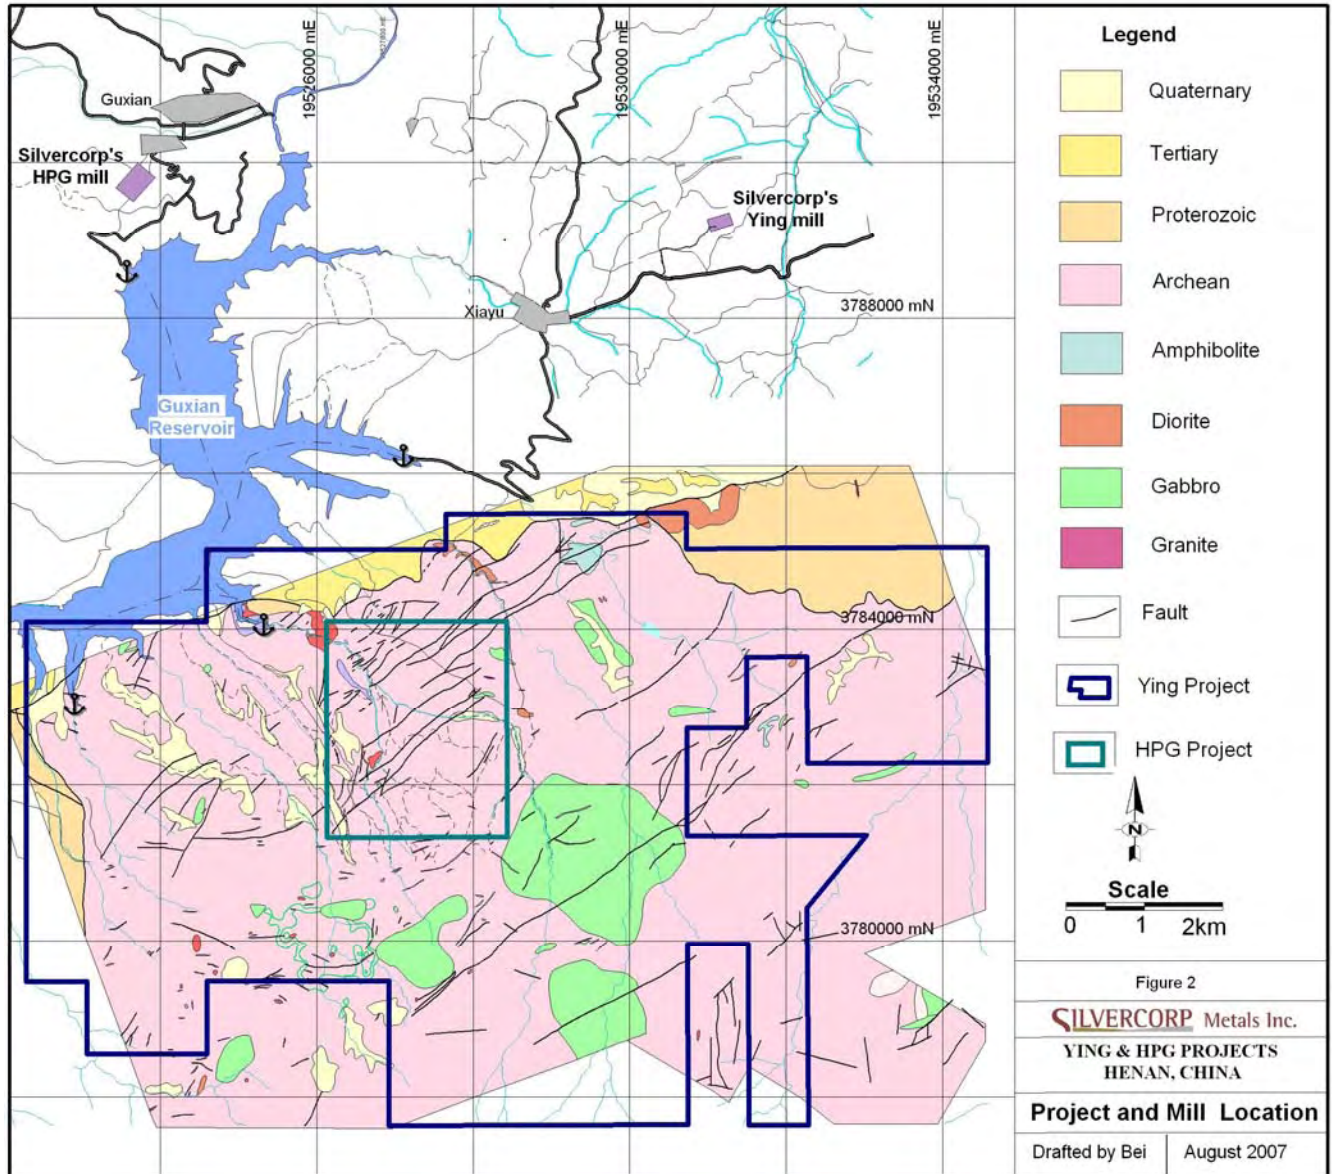 19526000 mE
19530000 mE
19534000 mE
Guxian
Silvercorp's
HPG mill
Silvercorp's
Ying mill
Xiayu
3788000 mN
Guxian
Reservoir
3784000 mN
3780000 mN
Legend
Quaternary
Tertiary
Proterozoic
Archean
Amphibolite
Diorite
Gabbro
Granite
Fault
Ying Project
HPG Project
N
Scale
0 1 2km
Figure 2
SILVERCORP Metals Inc.
YING & HPG PROJECTS
HENAN, CHINA
Project and Mill Location
Drafted by Bei August 2007